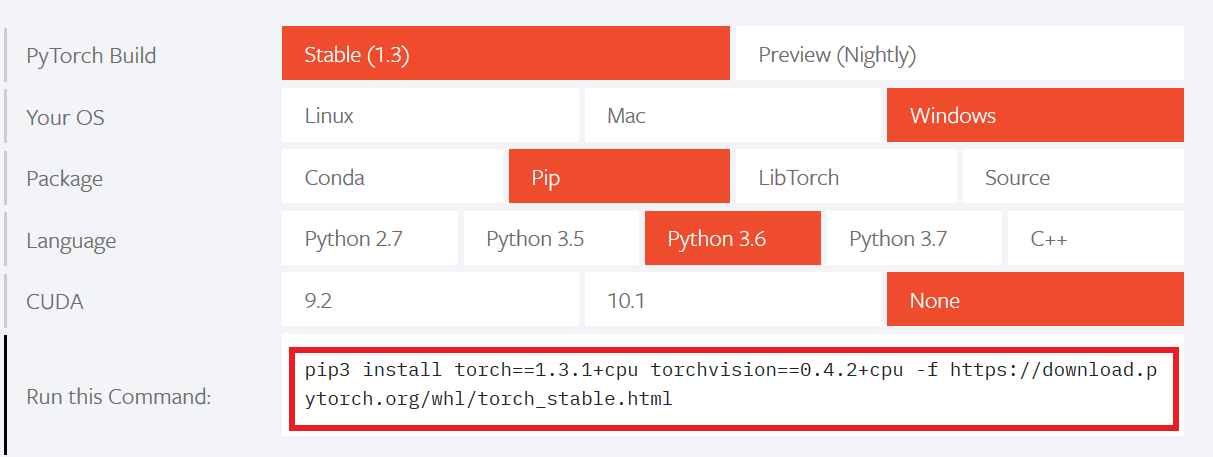 PyTorch Build
Stable (1.3)
Preview (Nightly)
Your OS
Linux
Mac
Windows
Package
Conda
Pip
LibTorch
Source
Language
Python 2.7
Python 3.5
Python 3.6
Python 3.7
C++
CUDA
9.2
10.1
None
Run this Command:
pip3 install torch==1.3.1+cpu torchvision==0.4.2+cpu -f https://download.p
ytorch.org/whl/torch_stable.html